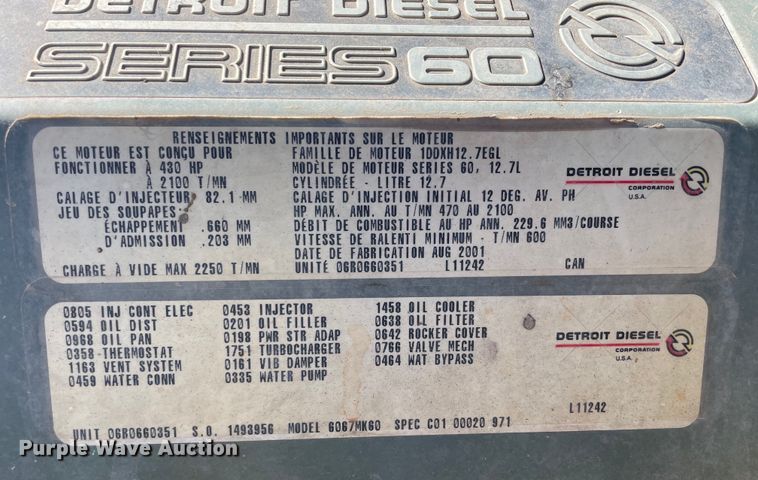 DETROIT DIESEL
SERIES 60
RENSEIGNEMENTS IMPORTANTS SUR LE MOTEUR
CE MOTEUR EST CONÇU POUR
FONCTIONNER À 430 HP
À 2100 T/MN
CALAGE D'INJECTEUR: 82.1 MM
JEU DES SOUPAPES:
ÉCHAPPEMENT .660 MM
D'ADMISSION .203 MM
CHARGE À VIDE MAX 2250 T/MN
FAMILLE DE MOTEUR 1DDXH12.7EGL
MODÈLE DE MOTEUR SERIES 60, 12.7L
CYLINDRÉE - LITRE 12.7
CALAGE D'INJECTION INITIAL 12 DEG. AV. PH
HP MAX. ANN. AU T/MN 470 AU 2100
DÉBIT DE COMBUSTIBLE AU HP ANN. 229.6 MM3/COURSE
VITESSE DE RALENTI MINIMUM - T/MN 600
DATE DE FABRICATION AUG 2001
UNITÉ 06R0660351 L11242 CAN
DETROIT DIESEL
CORPORATION
U.S.A.
0805 INJ CONT ELEC
0594 OIL DIST
0968 OIL PAN
0358-THERMOSTAT
1163 VENT SYSTEM
0459 WATER CONN
0453 INJECTOR
0201 OIL FILLER
0198 PWR STR ADAP
1751 TURBOCHARGER
0161 VIB DAMPER
0335 WATER PUMP
1458 OIL COOLER
0638 OIL FILTER
0642 ROCKER COVER
0766 VALVE MECH
0464 WAT BYPASS
DETROIT DIESEL
CORPORATION
U.S.A.
L11242
UNIT 06R0660351 S.O. 1493956 MODEL 6067MK60 SPEC C01 00020 971
Purple Wave Auction